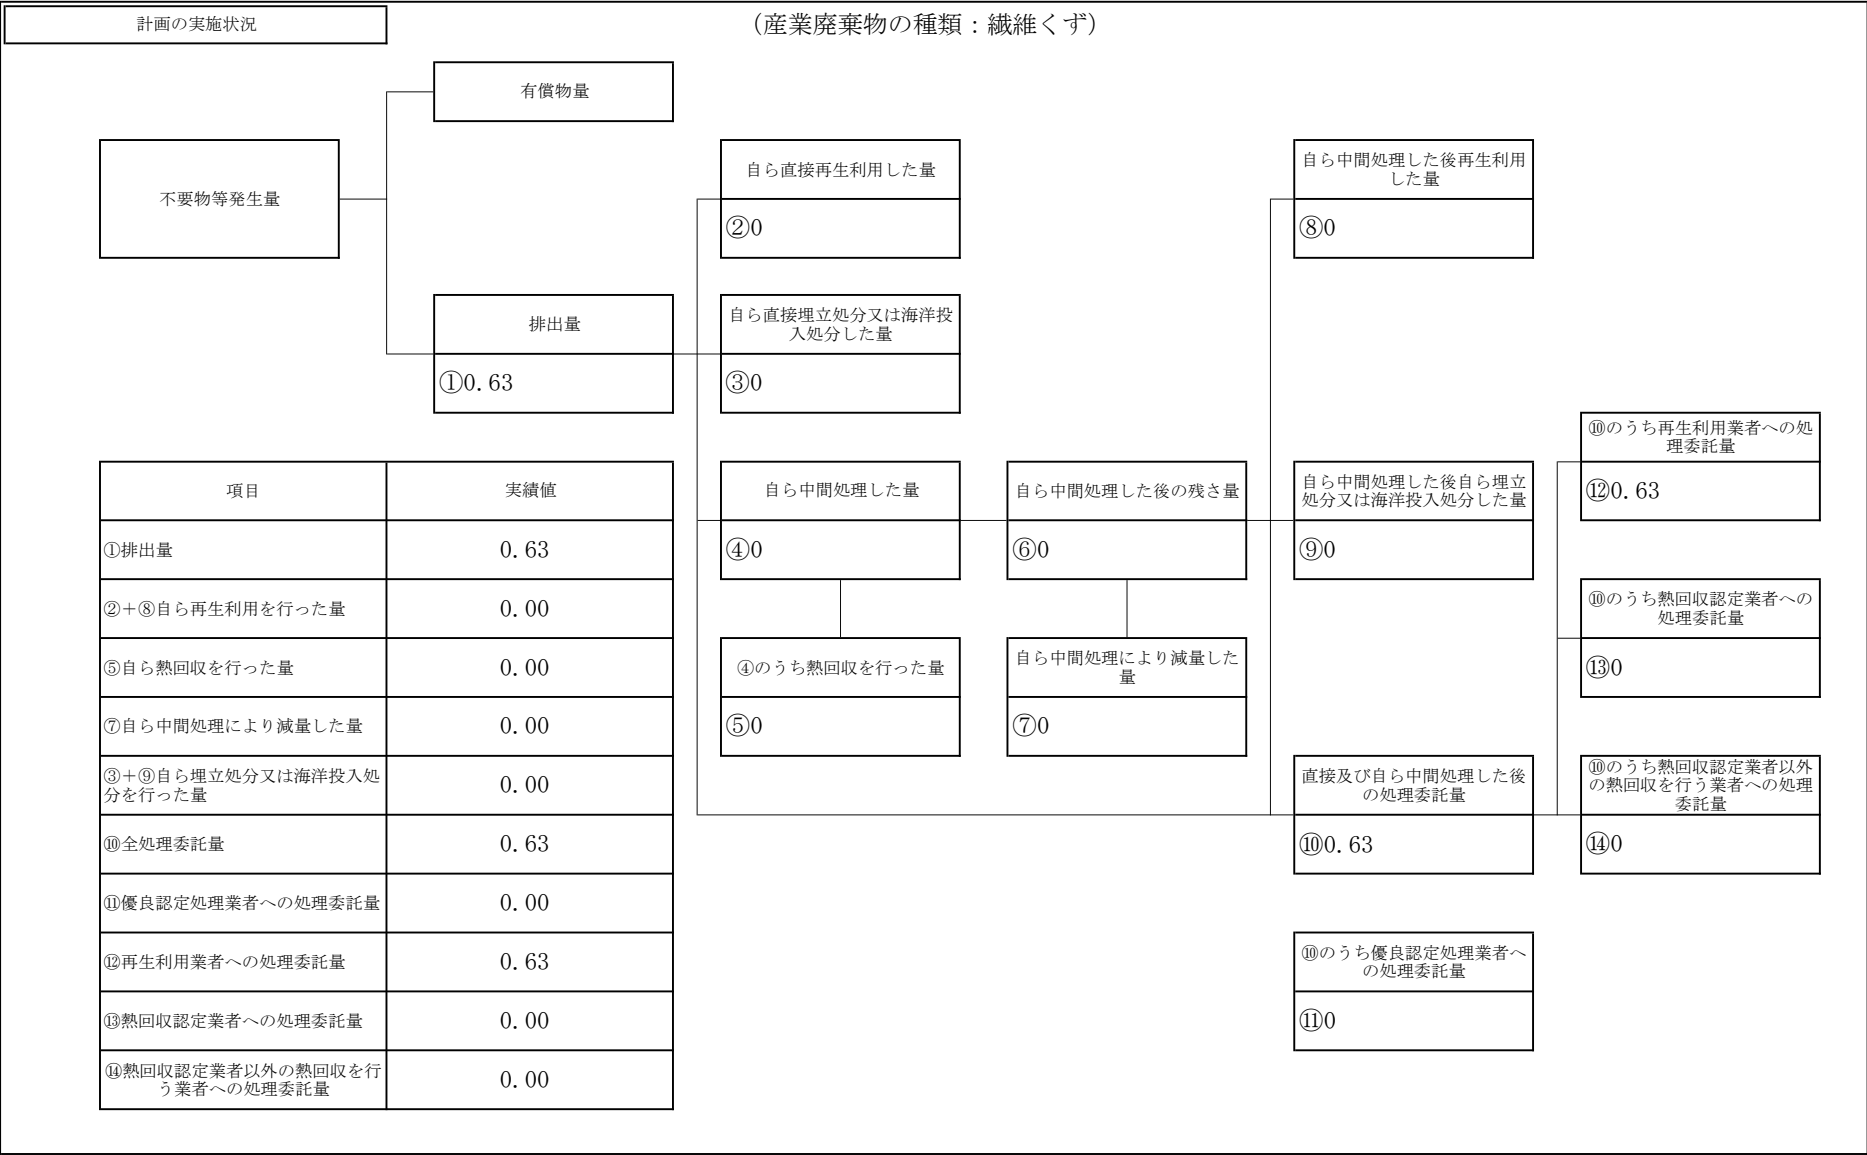 計画の実施状況
（産業廃棄物の種類：繊維くず）
有償物量
不要物等発生量
排出量
①0.63
自ら直接再生利用した量
②0
自ら直接埋立処分又は海洋投
入処分した量
③0
自ら中間処理した後再生利用
した量
⑧0
項目
実績値
①排出量
0.63
②＋⑧自ら再生利用を行った量
0.00
⑤自ら熱回収を行った量
0.00
⑦自ら中間処理により減量した量
0.00
③＋⑨自ら埋立処分又は海洋投入処
分を行った量
0.00
⑩全処理委託量
0.63
⑪優良認定処理業者への処理委託量
0.00
⑫再生利用業者への処理委託量
0.63
⑬熱回収認定業者への処理委託量
0.00
⑭熱回収認定業者以外の熱回収を行
う業者への処理委託量
0.00
自ら中間処理した量
④0
④のうち熱回収を行った量
⑤0
自ら中間処理した後の残さ量
⑥0
自ら中間処理により減量した
量
⑦0
自ら中間処理した後自ら埋立
処分又は海洋投入処分した量
⑨0
直接及び自ら中間処理した後
の処理委託量
⑩0.63
⑩のうち優良認定処理業者へ
の処理委託量
⑪0
⑩のうち再生利用業者への処
理委託量
⑫0.63
⑩のうち熱回収認定業者への
処理委託量
⑬0
⑩のうち熱回収認定業者以外
の熱回収を行う業者への処理
委託量
⑭0